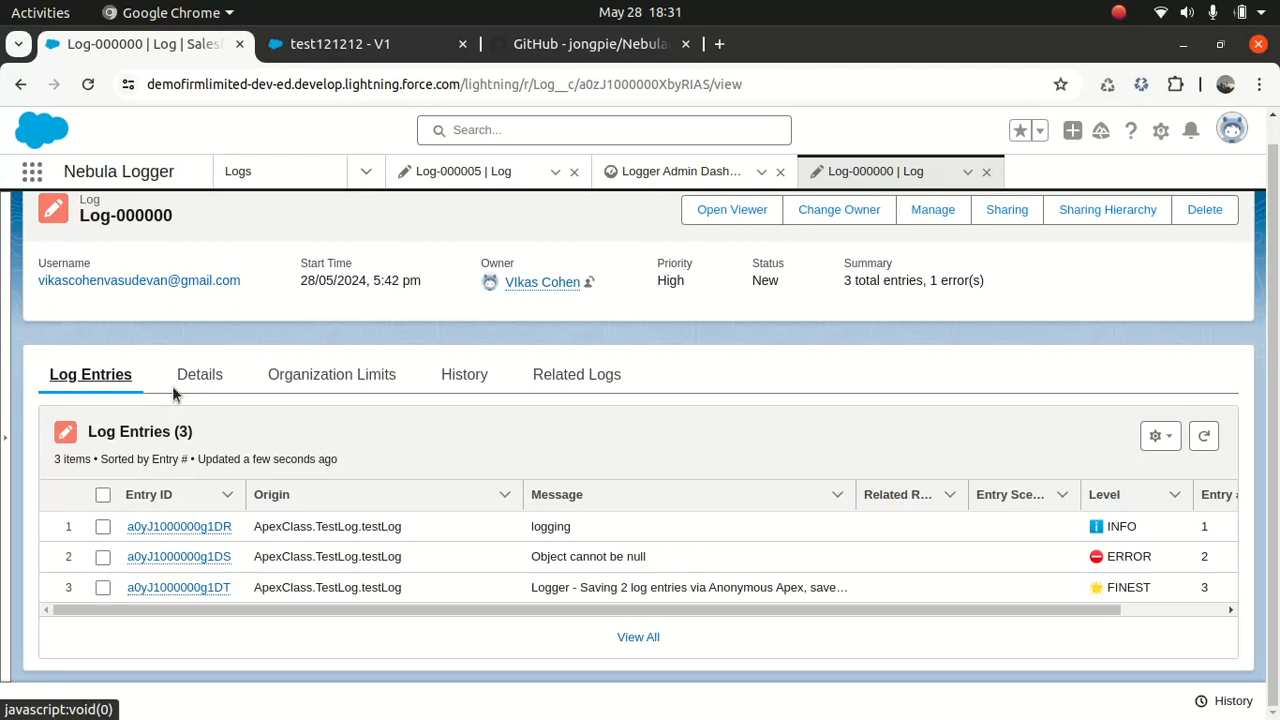 Activities
Google Chrome
May 28 18:31
Log-000000 | Log | Sales
test121212 - V1
GitHub - jongpie/Nebula
demofirmlimited-dev-ed.develop.lightning.force.com/lightning/r/Log__c/a0zJ1000000XbyRIAS/view
Search...
Nebula Logger
Logs
Log-000005 | Log
Logger Admin Dash...
Log-000000 | Log
Log
Log-000000
Open Viewer
Change Owner
Manage
Sharing
Sharing Hierarchy
Delete
Username
Start Time
Owner
Priority
Status
Summary
vikascohenvasudevan@gmail.com
28/05/2024, 5:42 pm
VIkas Cohen
High
New
3 total entries, 1 error(s)
Log Entries
Details
Organization Limits
History
Related Logs
Log Entries (3)
3 items • Sorted by Entry # • Updated a few seconds ago
Entry ID
Origin
Message
Related R...
Entry Sce...
Level
Entry #
1 a0yJ1000000g1DR ApexClass.TestLog.testLog logging INFO 1
2 a0yJ1000000g1DS ApexClass.TestLog.testLog Object cannot be null ERROR 2
3 a0yJ1000000g1DT ApexClass.TestLog.testLog Logger - Saving 2 log entries via Anonymous Apex, save... FINEST 3
View All
javascript:void(0)
History